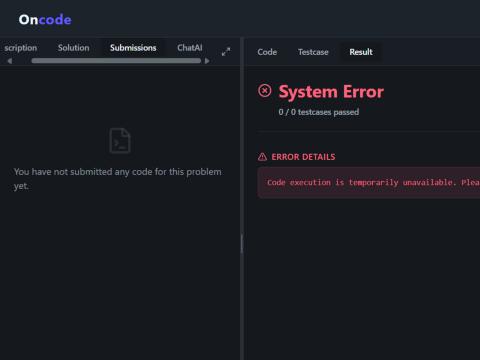 Oncode
scription Solution Submissions ChatAI
Code Testcase Result
You have not submitted any code for this problem
yet.
System Error
0 / 0 testcases passed
ERROR DETAILS
Code execution is temporarily unavailable. Plea